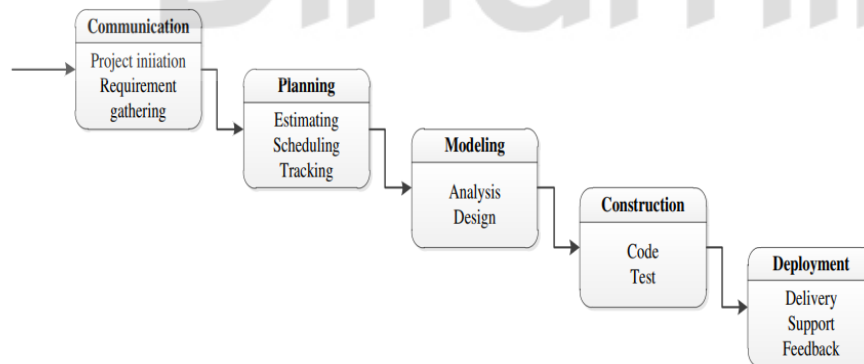 Communication
Project iniiation
Requirement
gathering
Planning
Estimating
Scheduling
Tracking
Modeling
Analysis
Design
Construction
Code
Test
Deployment
Delivery
Support
Feedback